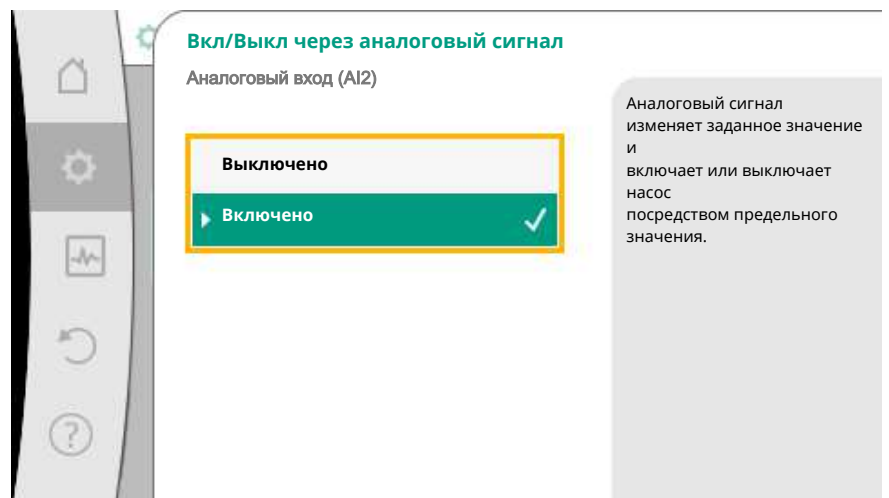 Вкл/Выкл через аналоговый сигнал
Аналоговый вход (AI2)
Выключено
Включено
Аналоговый сигнал
изменяет заданное значение
и
включает или выключает
насос
посредством предельного
значения.
?